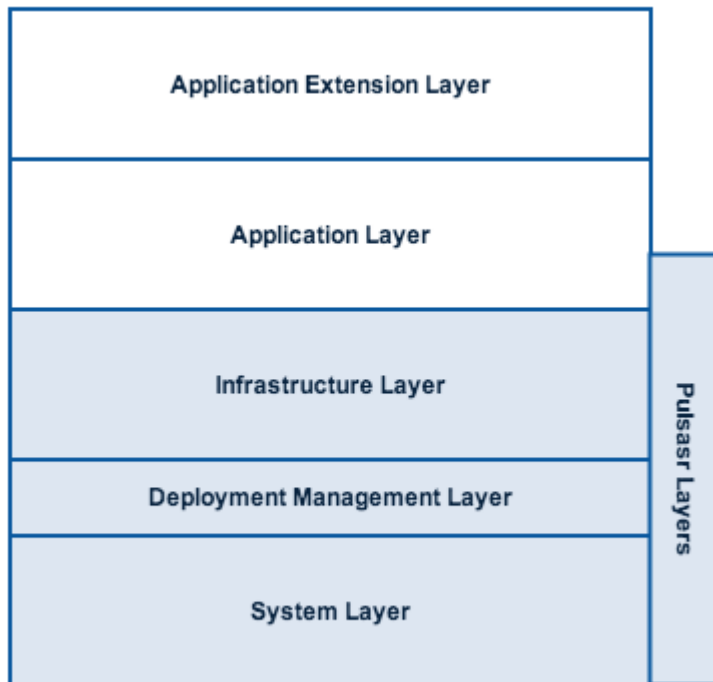 Application Extension Layer
Application Layer
Infrastructure Layer
Deployment Management Layer
System Layer
Pulsasr Layers